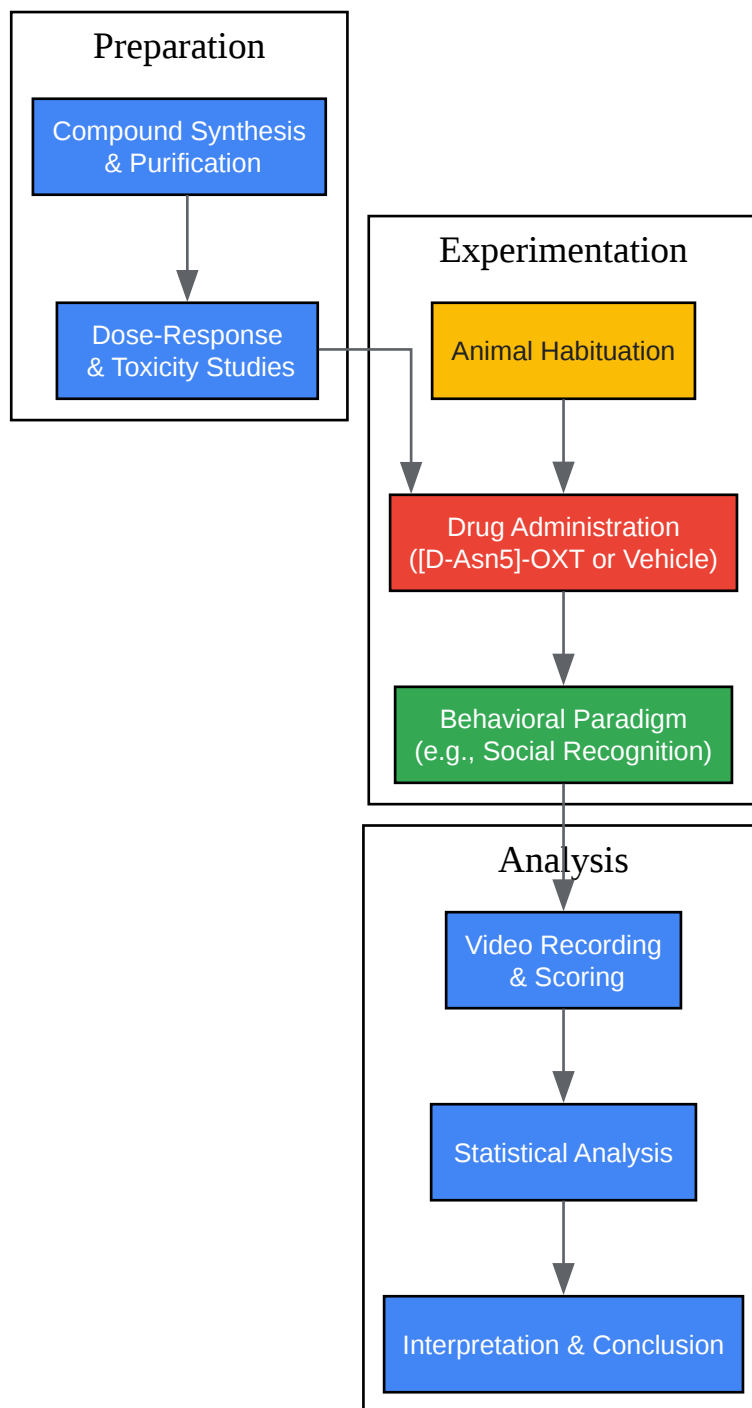 Preparation
Compound Synthesis
& Purification
Dose-Response
& Toxicity Studies
Experimentation
Animal Habituation
Drug Administration
([D-Asn5]-OXT or Vehicle)
Behavioral Paradigm
(e.g., Social Recognition)
Analysis
Video Recording
& Scoring
Statistical Analysis
Interpretation & Conclusion